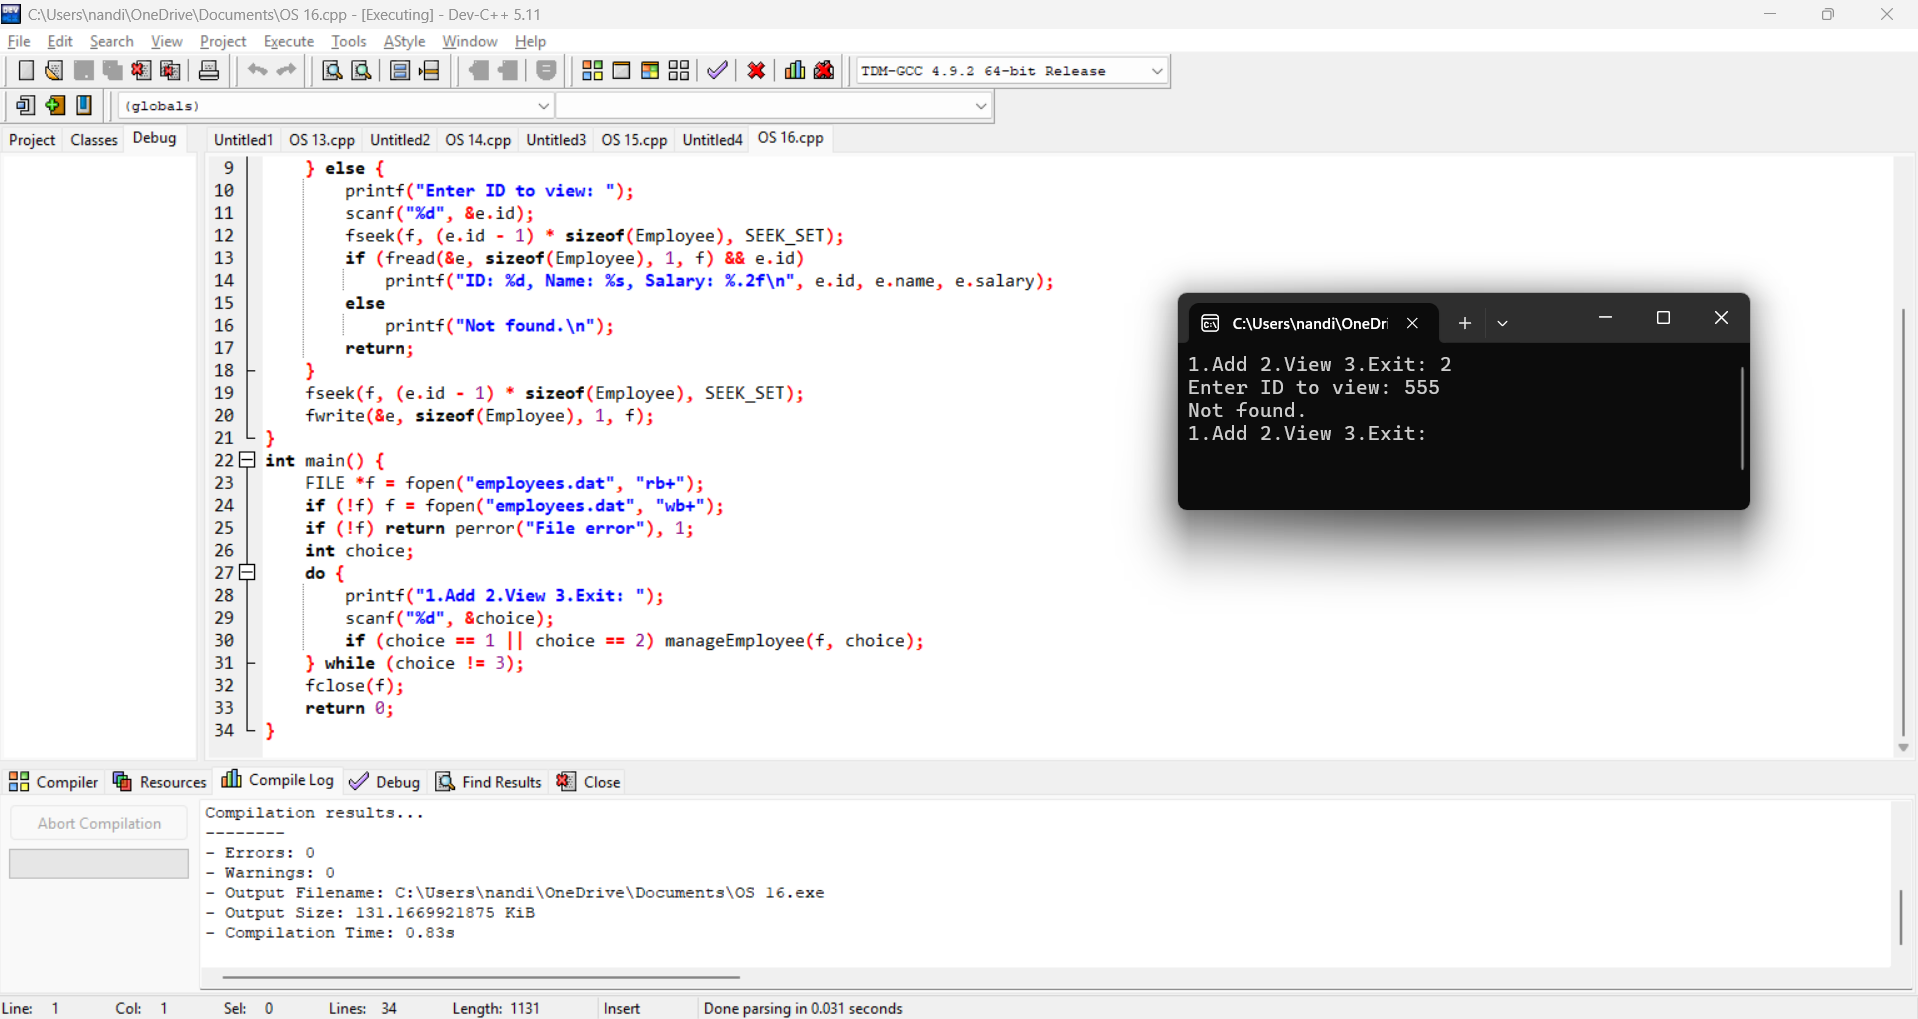 C:\Users\nandi\OneDrive\Documents\OS 16.cpp - [Executing] - Dev-C++ 5.11
File Edit Search View Project Execute Tools AStyle Window Help
TDM-GCC 4.9.2 64-bit Release
(globals)
Project Classes Debug Untitled1 OS 13.cpp Untitled2 OS 14.cpp Untitled3 OS 15.cpp Untitled4 OS 16.cpp
9 } else {
10 printf("Enter ID to view: ");
11 scanf("%d", &e.id);
12 fseek(f, (e.id - 1) * sizeof(Employee), SEEK_SET);
13 if (fread(&e, sizeof(Employee), 1, f) && e.id)
14 printf("ID: %d, Name: %s, Salary: %.2f\n", e.id, e.name, e.salary);
15 else
16 printf("Not found.\n");
17 return;
18 }
19 fseek(f, (e.id - 1) * sizeof(Employee), SEEK_SET);
20 fwrite(&e, sizeof(Employee), 1, f);
21 }
22 int main() {
23 FILE *f = fopen("employees.dat", "rb+");
24 if (!f) f = fopen("employees.dat", "wb+");
25 if (!f) return perror("File error"), 1;
26 int choice;
27 do {
28 printf("1.Add 2.View 3.Exit: ");
29 scanf("%d", &choice);
30 if (choice == 1 || choice == 2) manageEmployee(f, choice);
31 } while (choice != 3);
32 fclose(f);
33 return 0;
34 }
C:\Users\nandi\OneDri
1.Add 2.View 3.Exit: 2
Enter ID to view: 555
Not found.
1.Add 2.View 3.Exit:
Compiler Resources Compile Log Debug Find Results Close
Abort Compilation
Compilation results...
--------
- Errors: 0
- Warnings: 0
- Output Filename: C:\Users\nandi\OneDrive\Documents\OS 16.exe
- Output Size: 131.1669921875 KiB
- Compilation Time: 0.83s
Line: 1 Col: 1 Sel: 0 Lines: 34 Length: 1131 Insert Done parsing in 0.031 seconds